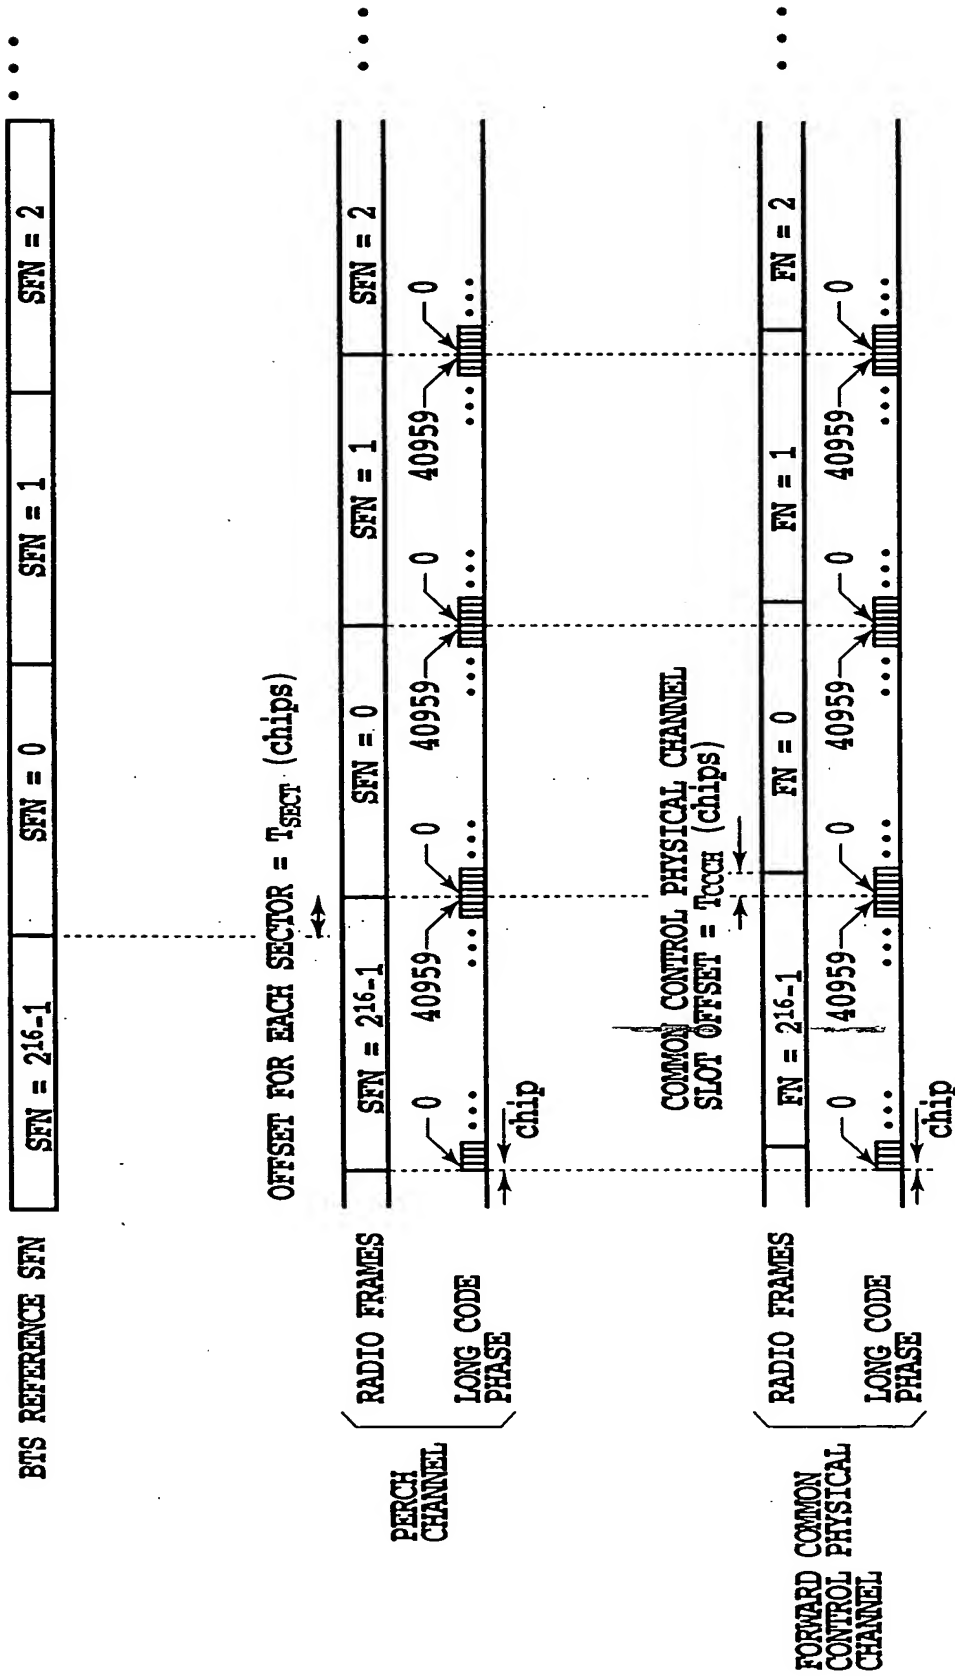 BTS REFERENCE SFN
SFN = 2¹⁶-1
SFN = 0
SFN = 1
SFN = 2
OFFSET FOR EACH SECTOR = T_SECT (chips)
PERCH
CHANNEL
RADIO FRAMES
SFN = 2¹⁶-1
SFN = 0
SFN = 1
SFN = 2
LONG CODE
PHASE
0
40959
0
40959
0
40959
0
chip
COMMON CONTROL PHYSICAL CHANNEL
SLOT OFFSET = T_CCCH (chips)
FORWARD COMMON
CONTROL PHYSICAL
CHANNEL
RADIO FRAMES
FN = 2¹⁶-1
FN = 0
FN = 1
FN = 2
LONG CODE
PHASE
0
40959
0
40959
0
40959
0
chip